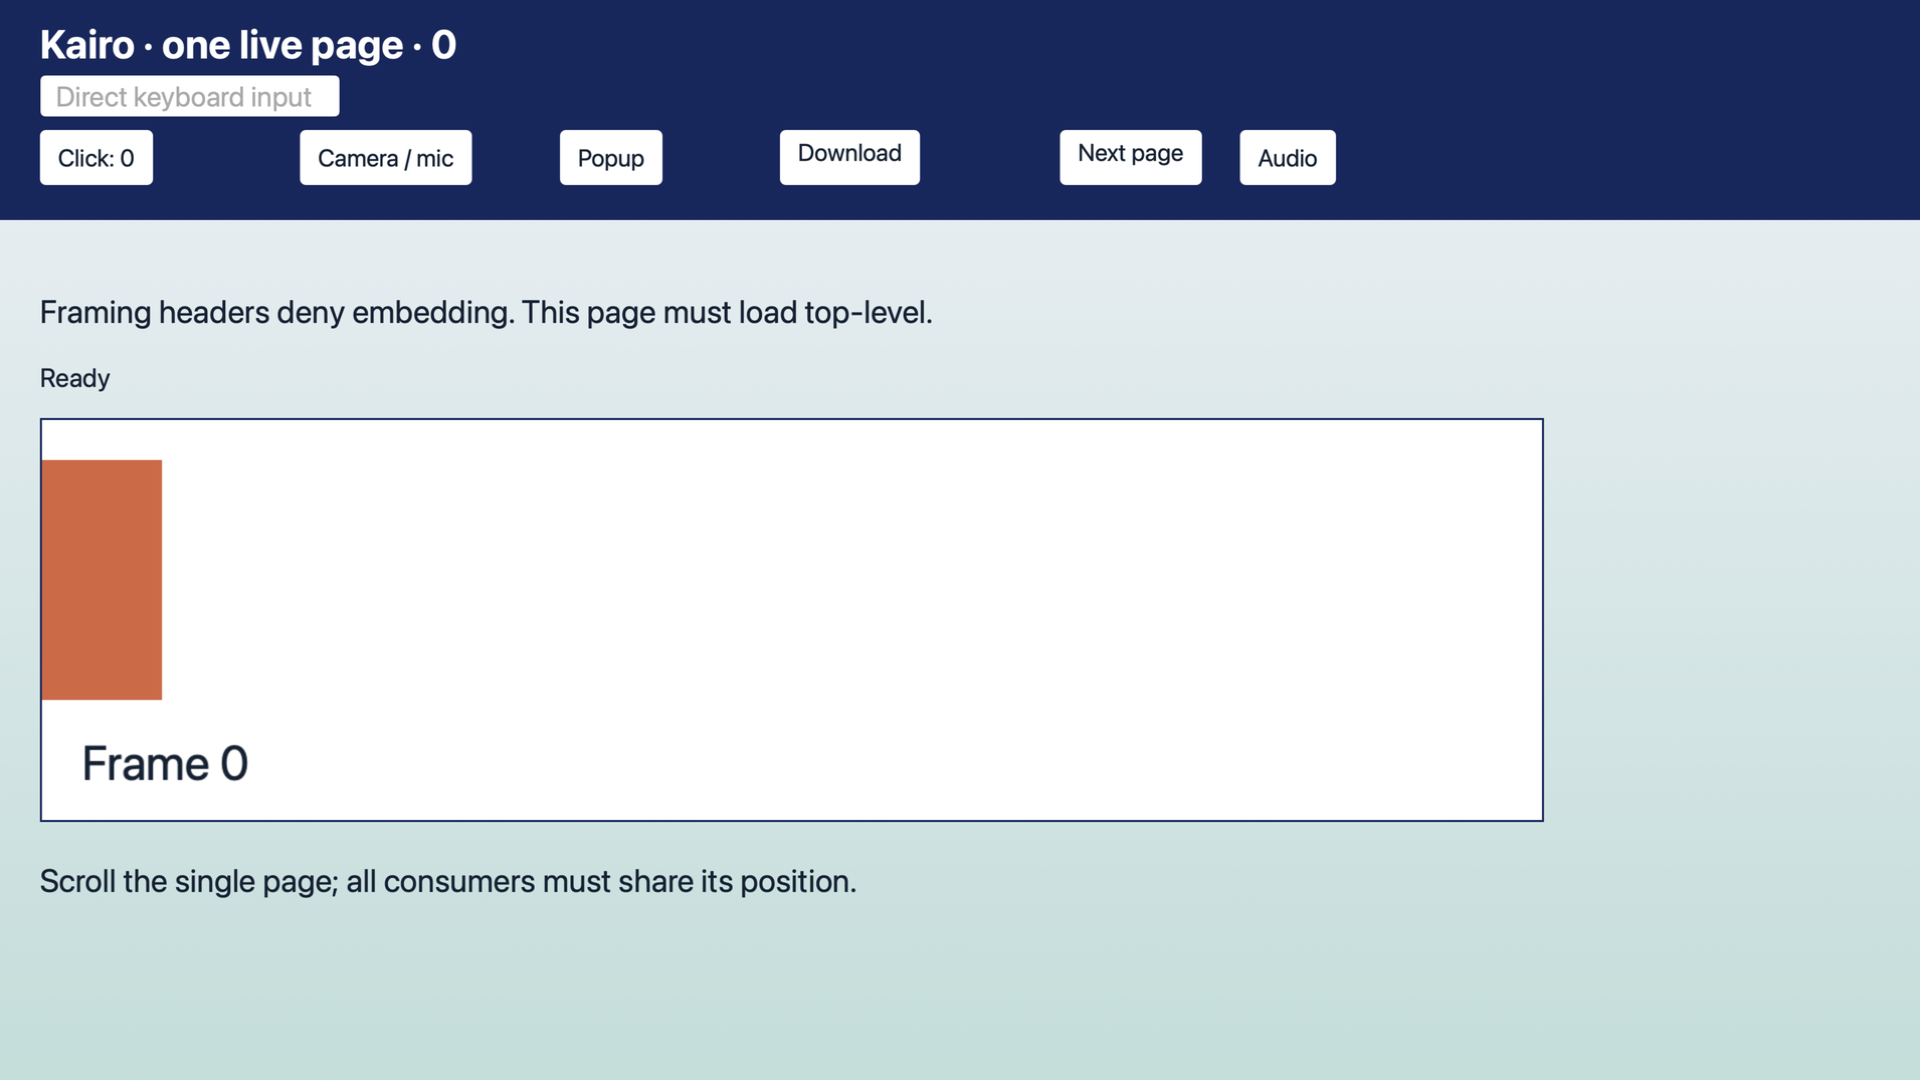 Kairo · one live page · 0
Direct keyboard input
Click: 0
Camera / mic
Popup
Download
Next page
Audio
Framing headers deny embedding. This page must load top-level.
Ready
Frame 0
Scroll the single page; all consumers must share its position.